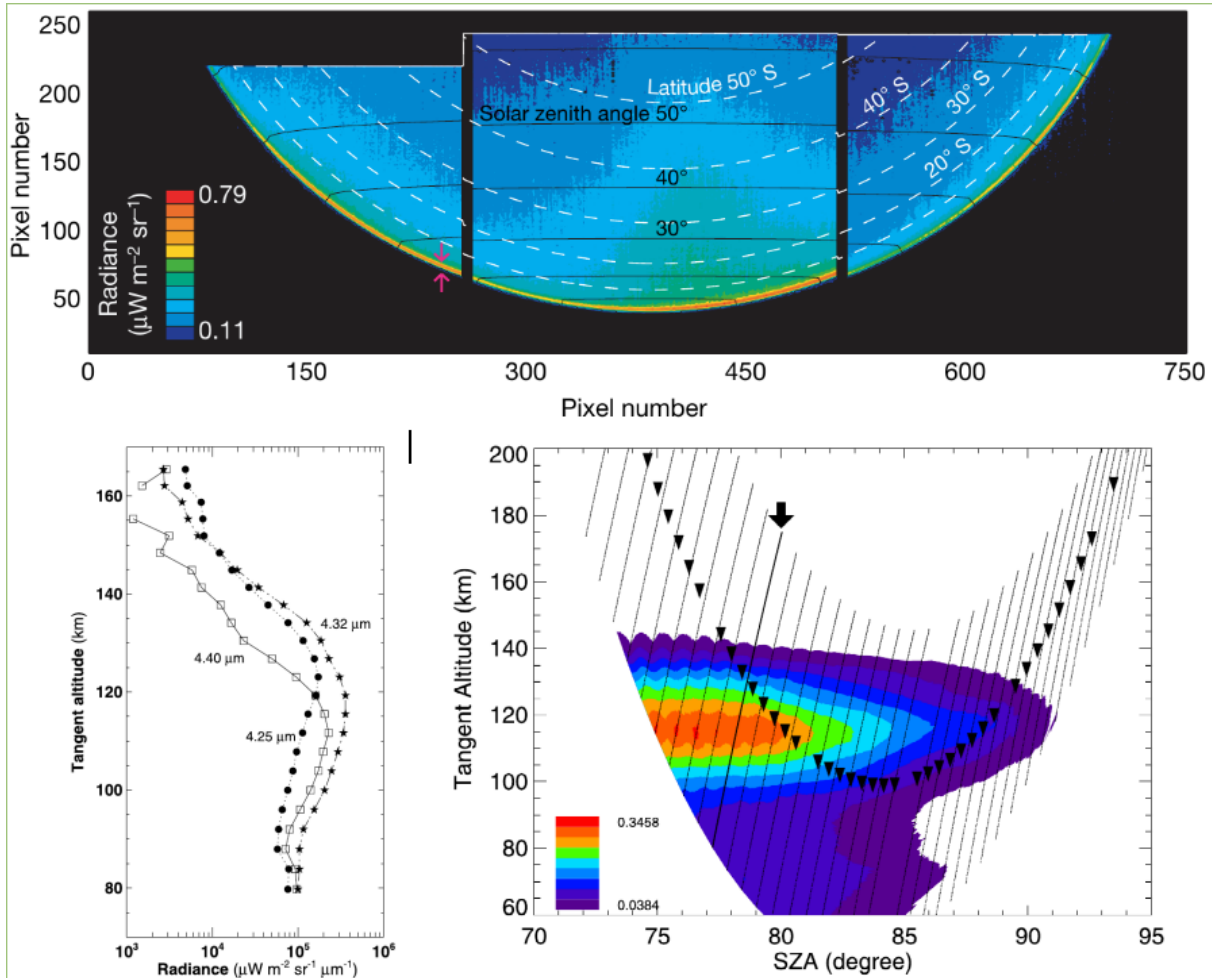 250
200
150
100
50
Pixel number
Latitude 50° S
40° S
30° S
20° S
Solar zenith angle 50°
40°
30°
0.79
0.11
Radiance
(μW m⁻² sr⁻¹)
0 150 300 450 600 750
Pixel number
160
140
120
100
80
Tangent altitude (km)
4.32 μm
4.40 μm
4.25 μm
10³ 10⁴ 10⁵ 10⁶
Radiance (μW m⁻² sr⁻¹ μm⁻¹)
200
180
160
140
120
100
80
60
Tangent Altitude (km)
0.3458
0.0384
70 75 80 85 90 95
SZA (degree)